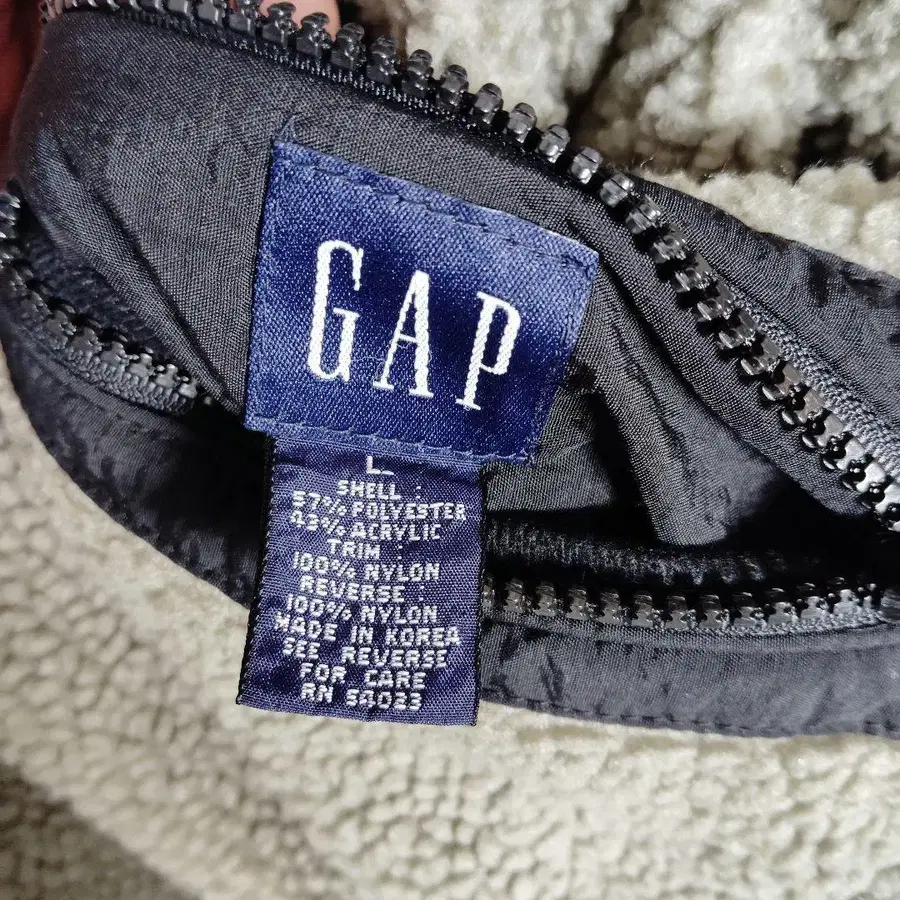 GAP
L
SHELL :
57% POLYESTER
43% ACRYLIC
TRIM :
100% NYLON
REVERSE
100% NYLON
MADE IN KOREA
SEE REVERSE
FOR CARE
RN 54023